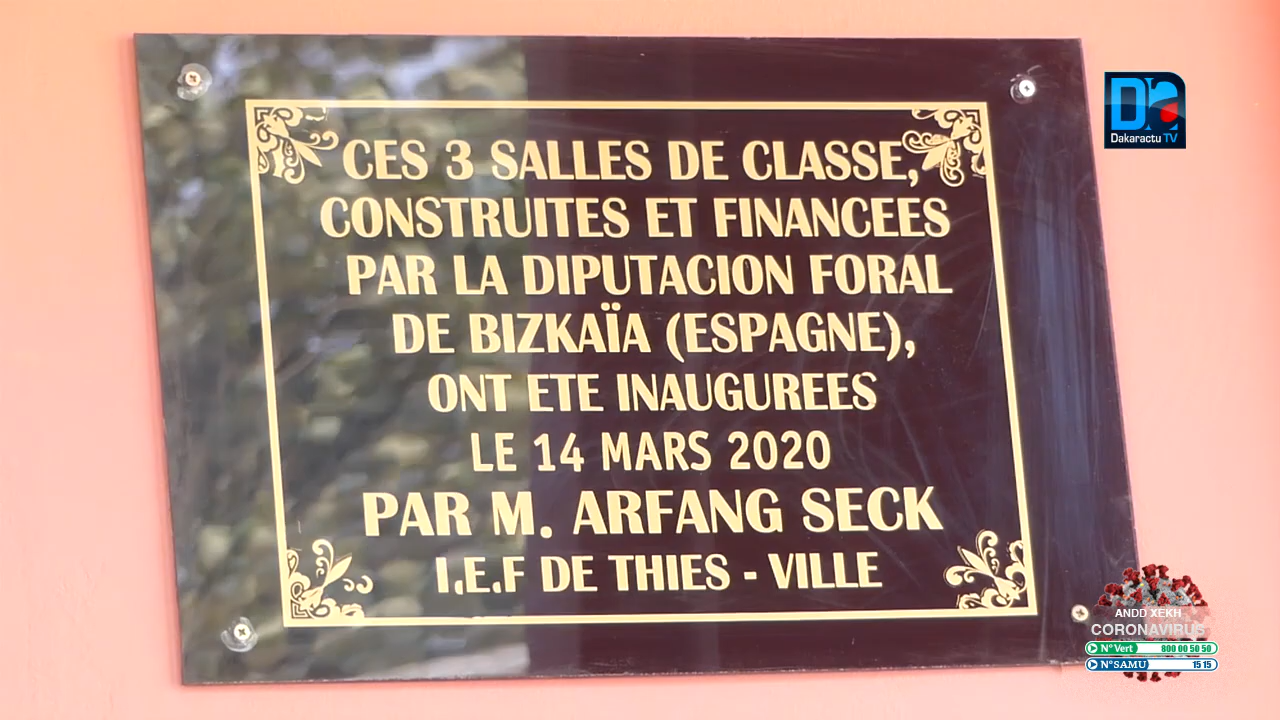 CES 3 SALLES DE CLASSE,
CONSTRUITES ET FINANCEES
PAR LA DIPUTACION FORAL
DE BIZKAÏA (ESPAGNE),
ONT ETE INAUGUREES
LE 14 MARS 2020
PAR M. ARFANG SECK
I.E.F DE THIES - VILLE
Dakaractu TV
ANDD XEKH
CORONAVIRUS
N° Vert 800 00 50 50
N° SAMU 15 15